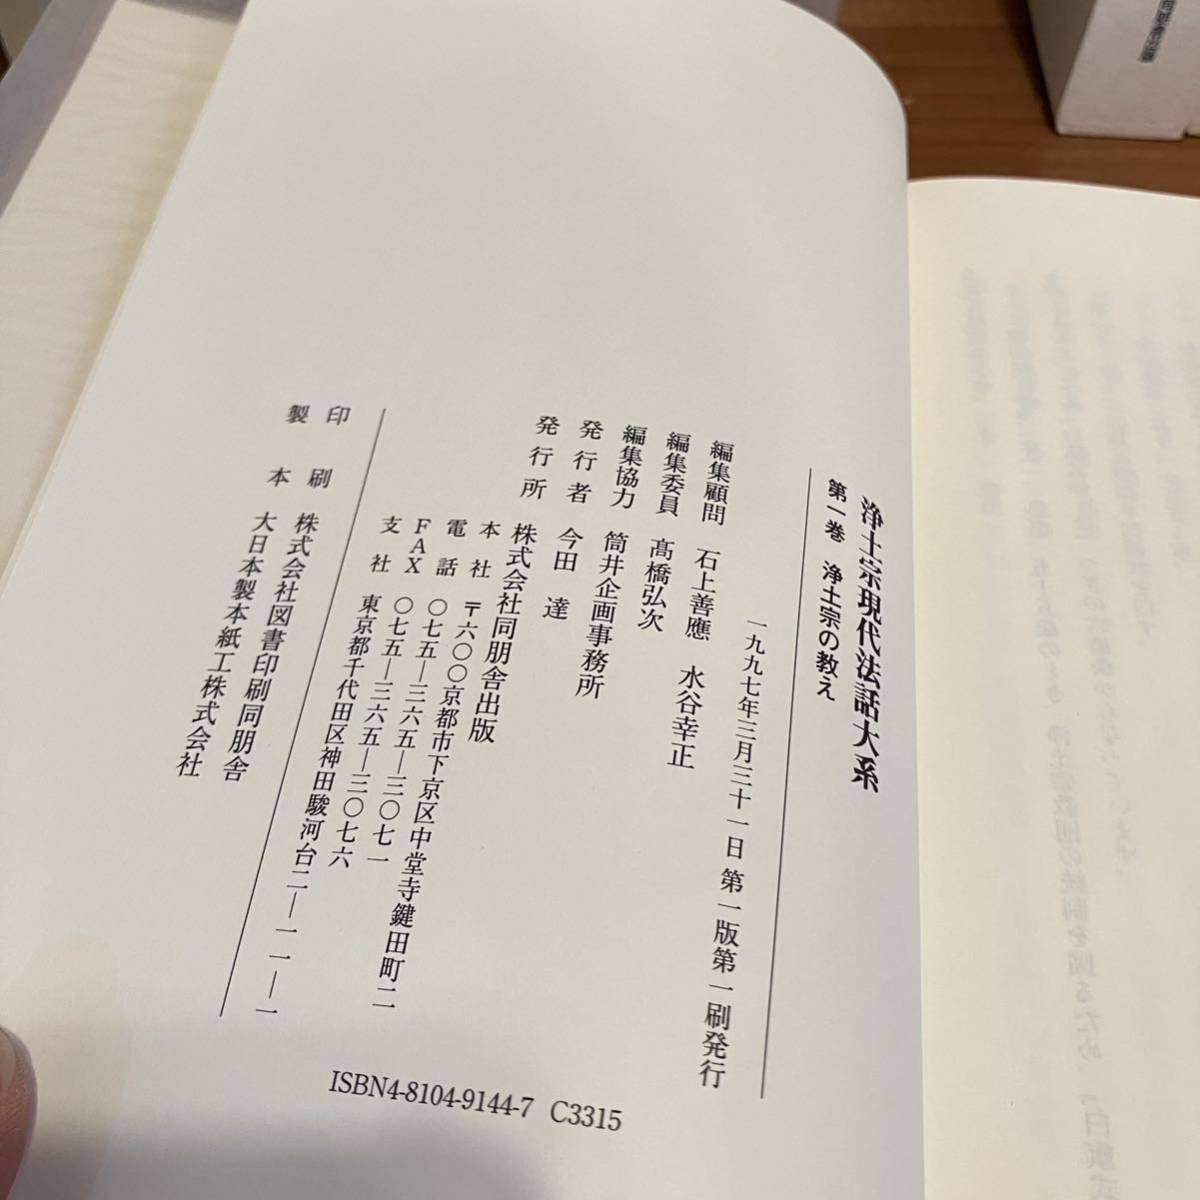 浄土宗現代法話大系
第一巻 浄土宗の教え
一九九七年三月三十一日 第一版第一刷発行
編集顧問 石上善應 水谷幸正
編集委員 髙橋弘次
編集協力 筒井企画事務所
発行者 今田 達
発行所 株式会社同朋舎出版
本社 〒六〇〇京都市下京区中堂寺鍵田町二
電話 〇七五―三六五―三〇七一
FAX 〇七五―三六五―三〇七六
支社 東京都千代田区神田駿河台二―一一―一
印刷 株式会社図書印刷同朋舎
製本 大日本製本紙工株式会社
ISBN4-8104-9144-7 C3315